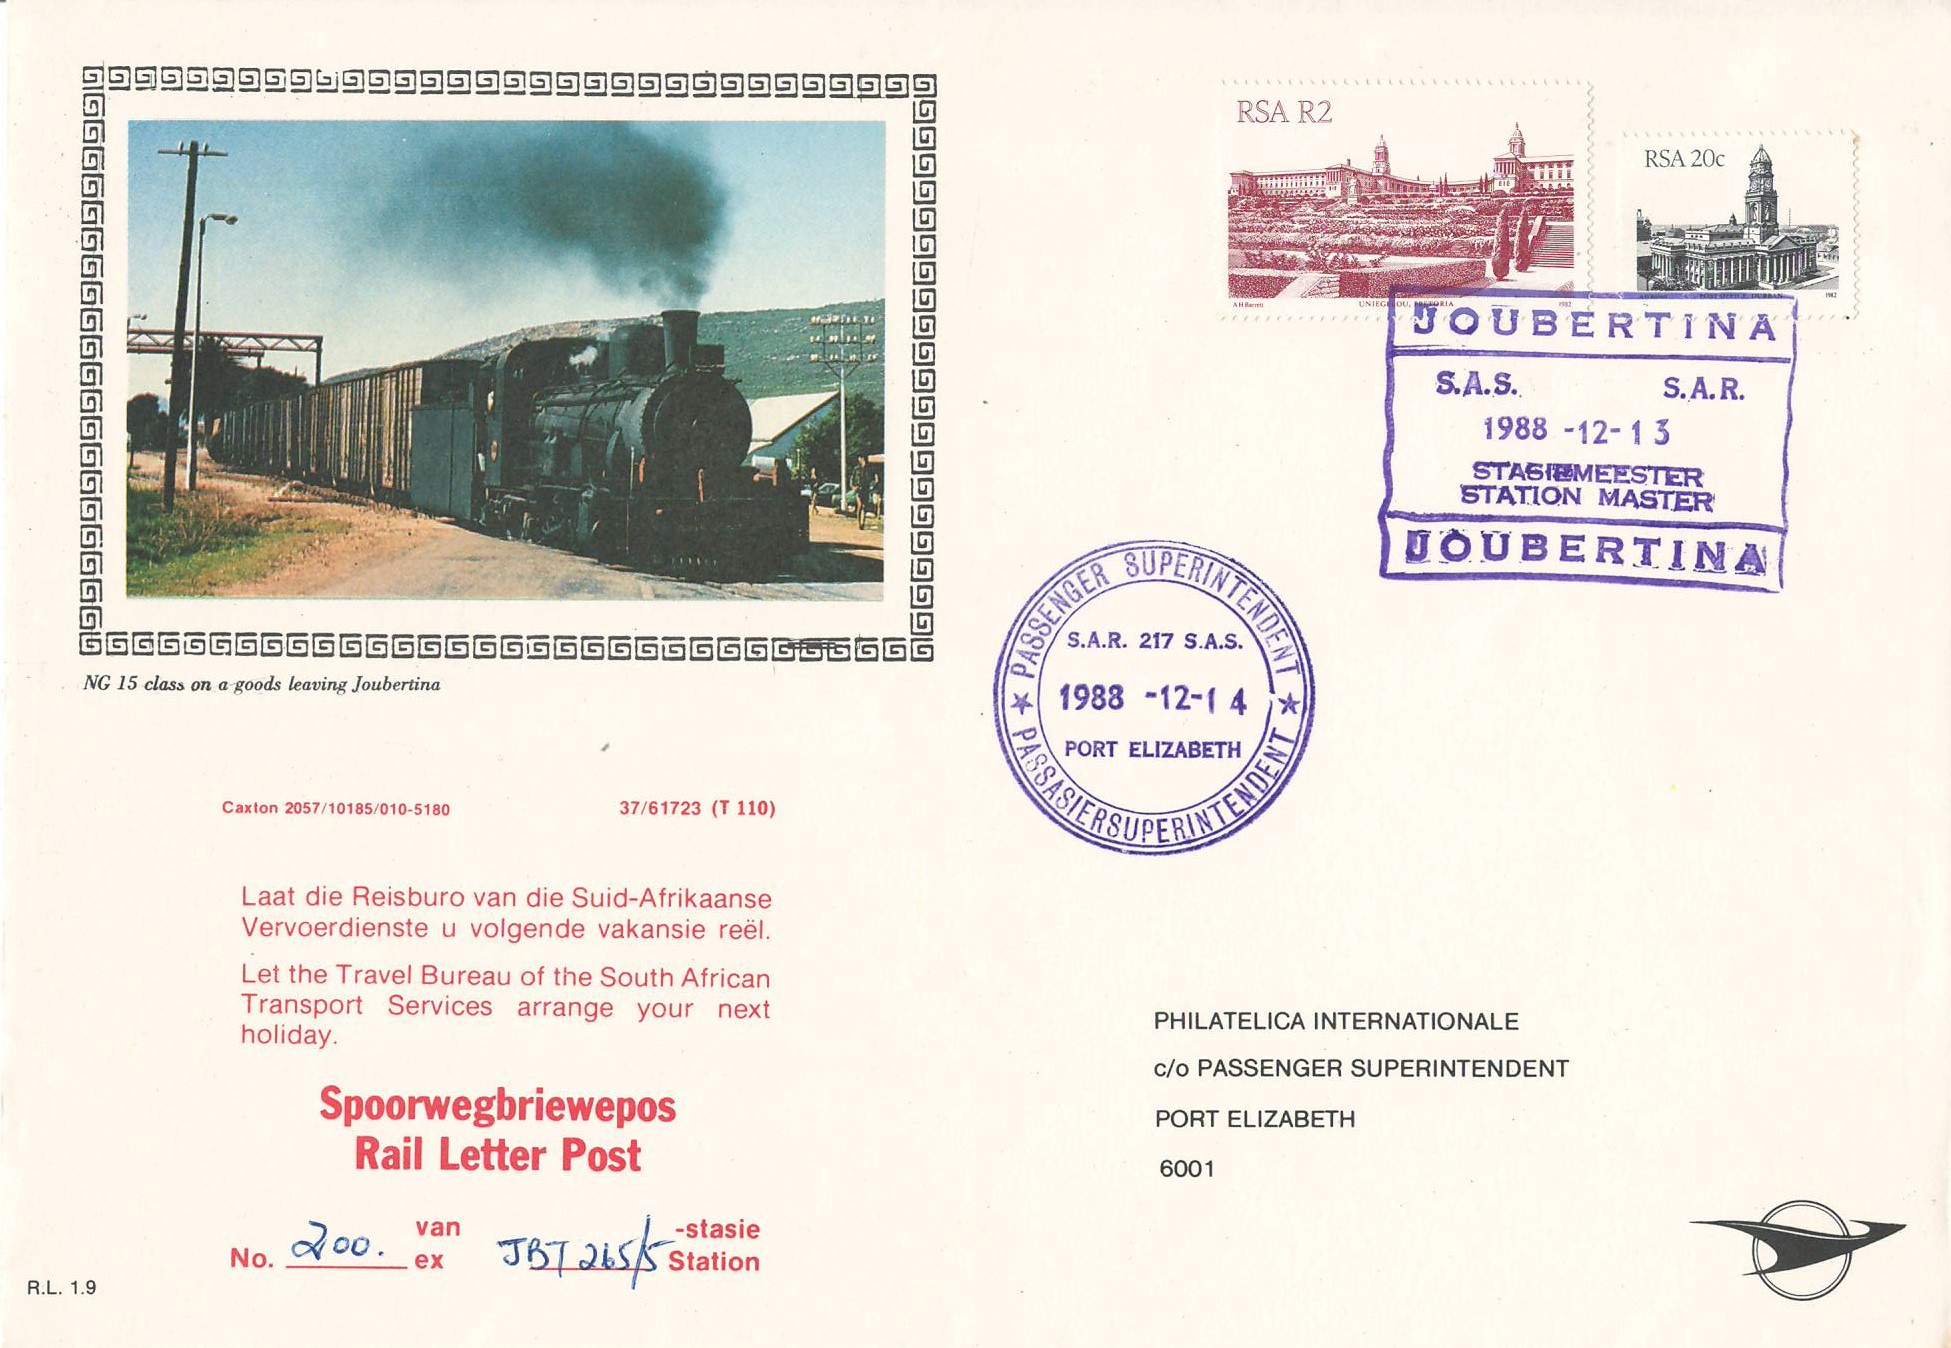 RSA R2
A H Barrett
UNIEGEBOU, PRETORIA
1982
RSA 20c
POST OFFICE, DURBAN
1982
JOUBERTINA
S.A.S. S.A.R.
1988 -12- 13
STASIEMEESTER
STATION MASTER
JOUBERTINA
PASSENGER SUPERINTENDENT
S.A.R. 217 S.A.S.
1988 -12-14
PORT ELIZABETH
PASSASIERSUPERINTENDENT
NG 15 class on a goods leaving Joubertina
Caxton 2057/10185/010-5180 37/61723 (T 110)
Laat die Reisburo van die Suid-Afrikaanse
Vervoerdienste u volgende vakansie reël.
Let the Travel Bureau of the South African
Transport Services arrange your next
holiday.
Spoorwegbriewepos
Rail Letter Post
van -stasie
No. 200. ex JBT 265/5 Station
R.L. 1.9
PHILATELICA INTERNATIONALE
c/o PASSENGER SUPERINTENDENT
PORT ELIZABETH
6001